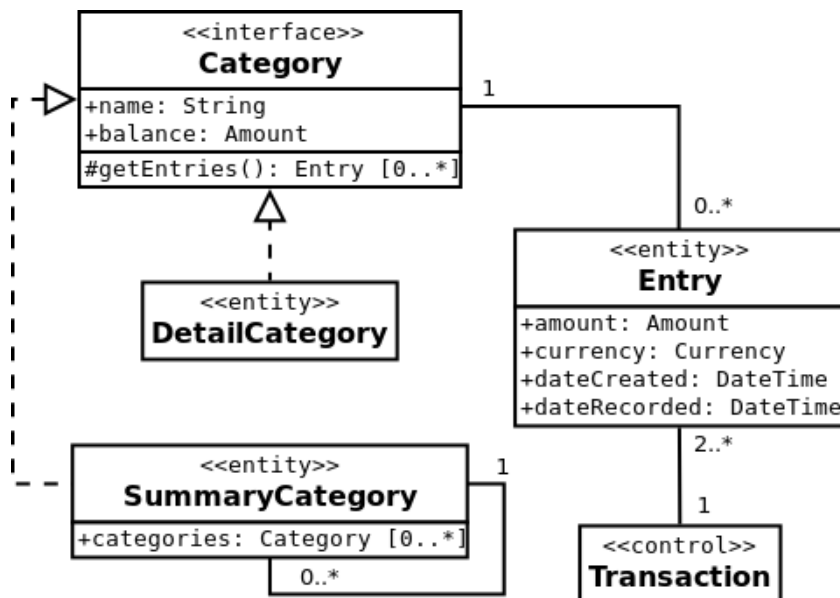 <<interface>>
Category
+name: String
+balance: Amount
#getEntries(): Entry [0..*]
1
0..*
<<entity>>
Entry
+amount: Amount
+currency: Currency
+dateCreated: DateTime
+dateRecorded: DateTime
<<entity>>
DetailCategory
2..*
1
<<entity>>
SummaryCategory
+categories: Category [0..*]
1
0..*
<<control>>
Transaction